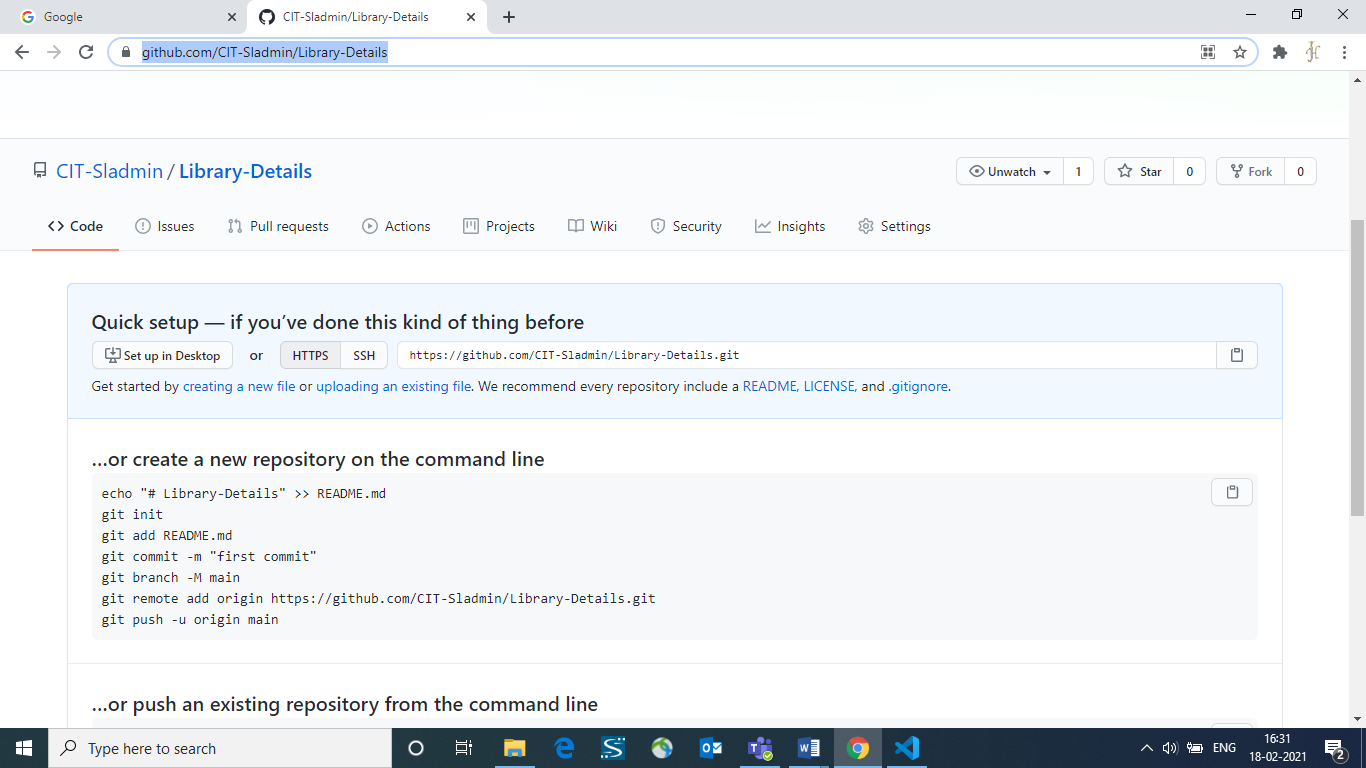 Google
CIT-Sladmin/Library-Details
github.com/CIT-Sladmin/Library-Details
CIT-Sladmin / Library-Details
Unwatch 1
Star 0
Fork 0
Code
Issues
Pull requests
Actions
Projects
Wiki
Security
Insights
Settings
Quick setup — if you’ve done this kind of thing before
Set up in Desktop or HTTPS SSH https://github.com/CIT-Sladmin/Library-Details.git
Get started by creating a new file or uploading an existing file. We recommend every repository include a README, LICENSE, and .gitignore.
…or create a new repository on the command line
echo "# Library-Details" >> README.md
git init
git add README.md
git commit -m "first commit"
git branch -M main
git remote add origin https://github.com/CIT-Sladmin/Library-Details.git
git push -u origin main
…or push an existing repository from the command line
Type here to search
ENG
16:31
18-02-2021
2